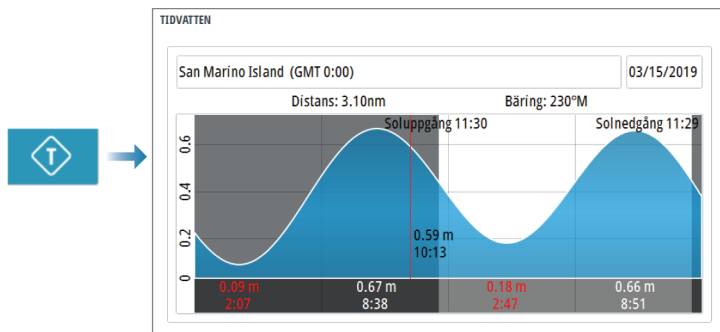 TIDVATTEN
San Marino Island (GMT 0:00) 03/15/2019
Distans: 3.10nm Bäring: 230°M
Soluppgång 11:30 Solnedgång 11:29
0.6
0.4
0.2
0
T
0.59 m
10:13
0.09 m 0.67 m 0.18 m 0.66 m
2:07 8:38 2:47 8:51